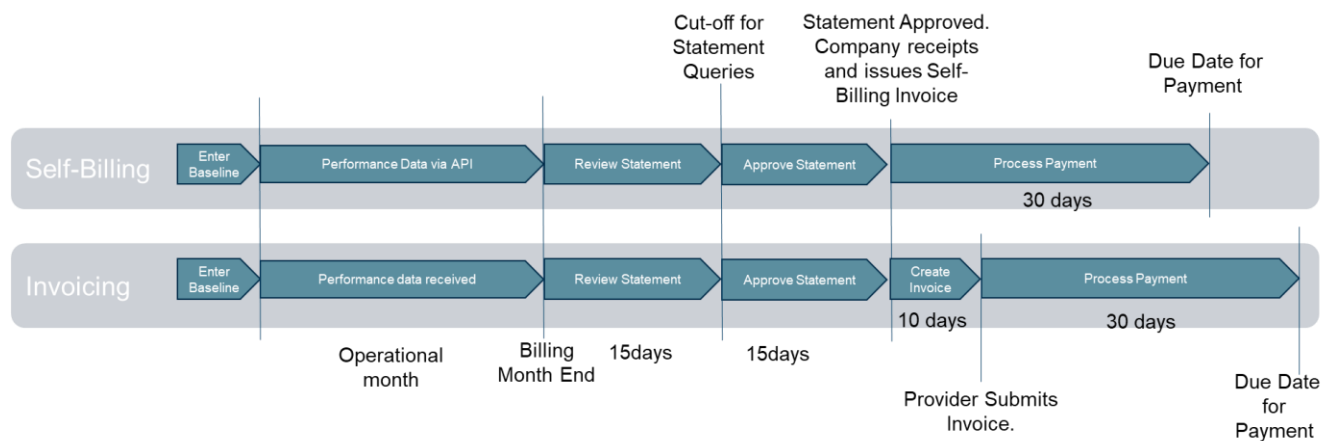 Cut-off for
Statement
Queries
Statement Approved.
Company receipts
and issues Self-
Billing Invoice
Due Date for
Payment
Self-Billing
Enter
Baseline
Performance Data via API
Review Statement
Approve Statement
Process Payment
30 days
Invoicing
Enter
Baseline
Performance data received
Review Statement
Approve Statement
Create
Invoice
Process Payment
10 days
30 days
Operational
month
Billing
Month End
15days
15days
Provider Submits
Invoice.
Due Date
for
Payment